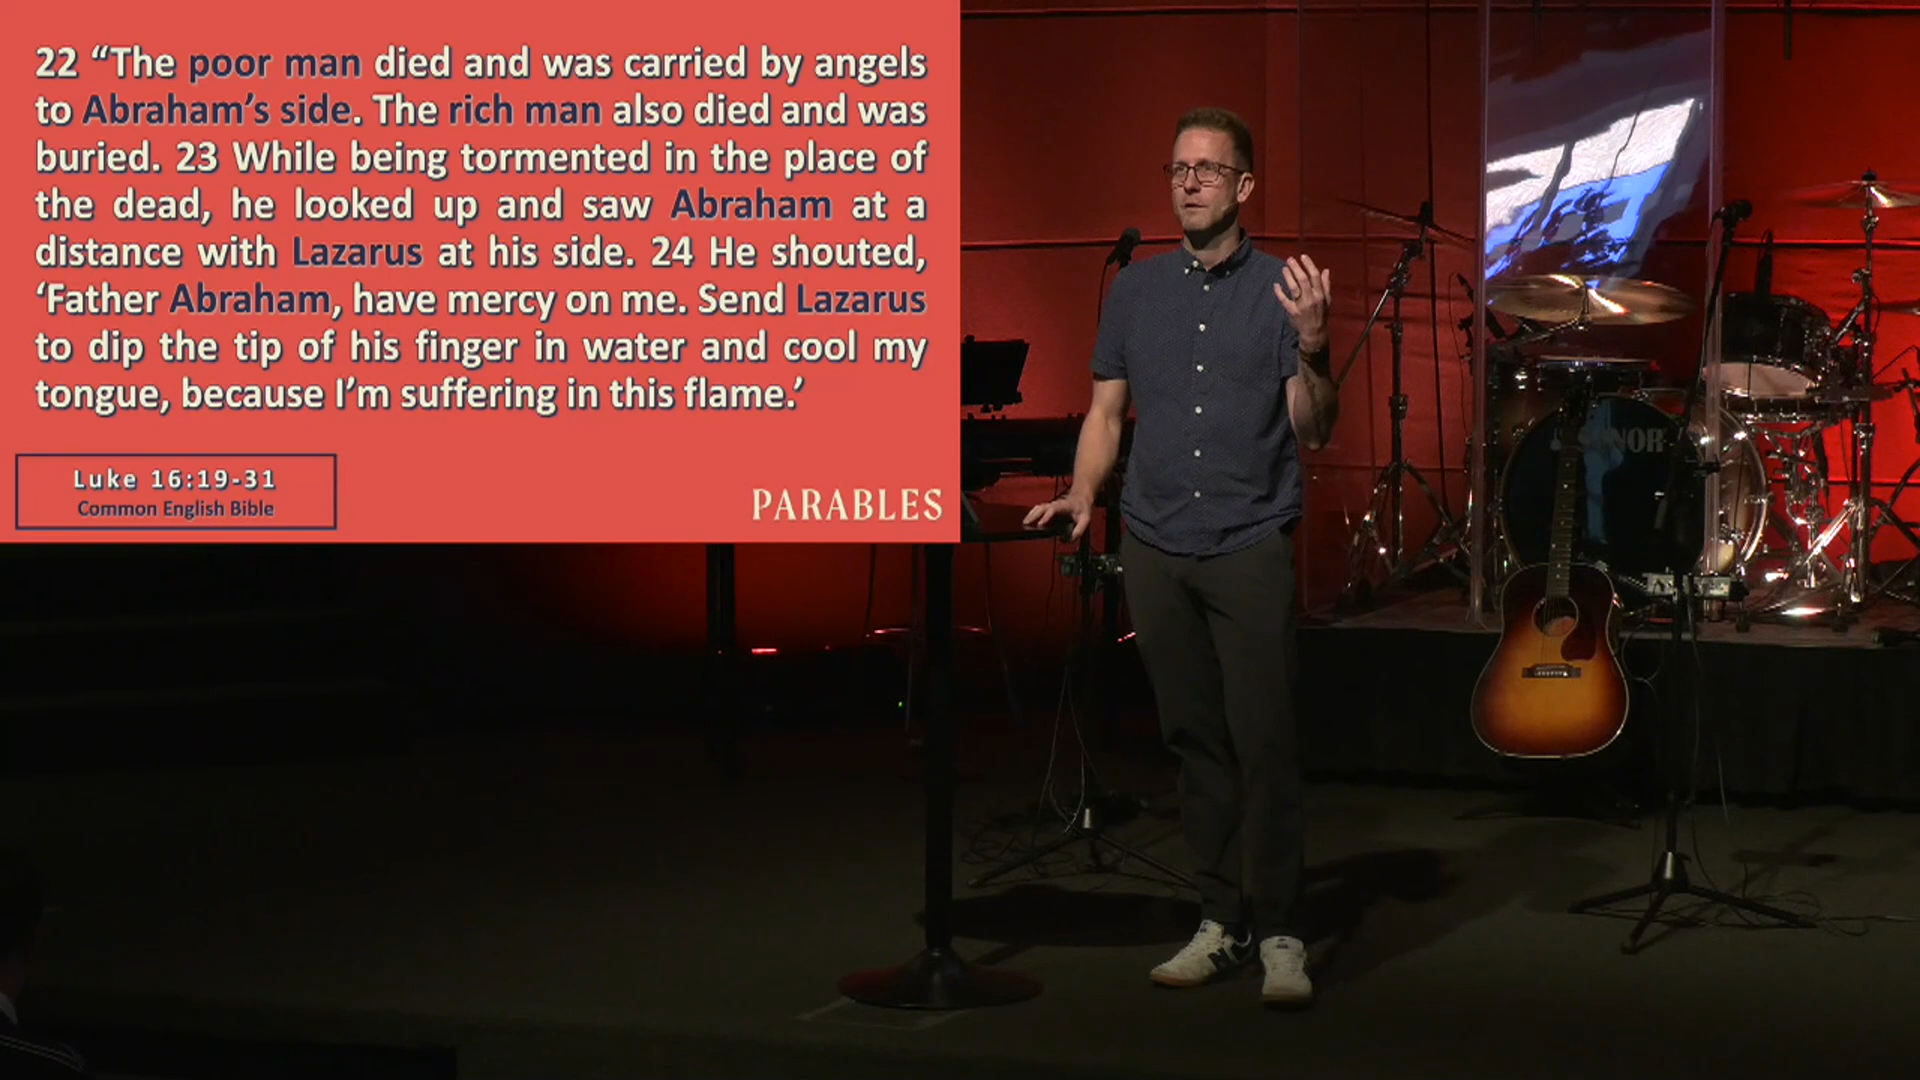 22 “The poor man died and was carried by angels
to Abraham’s side. The rich man also died and was
buried. 23 While being tormented in the place of
the dead, he looked up and saw Abraham at a
distance with Lazarus at his side. 24 He shouted,
‘Father Abraham, have mercy on me. Send Lazarus
to dip the tip of his finger in water and cool my
tongue, because I’m suffering in this flame.’
Luke 16:19-31
Common English Bible
PARABLES